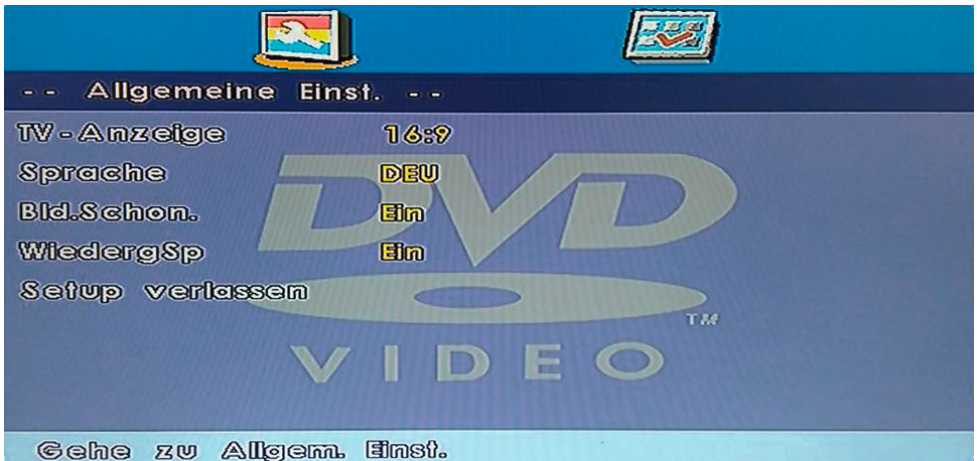 -- Allgemeine Einst. --
TV-Anzeige 16:9
Sprache DEU
Bld.Schon. Ein
WiedergSp Ein
Setup verlassen
DVD
TM
VIDEO
Gehe zu Allgem. Einst.